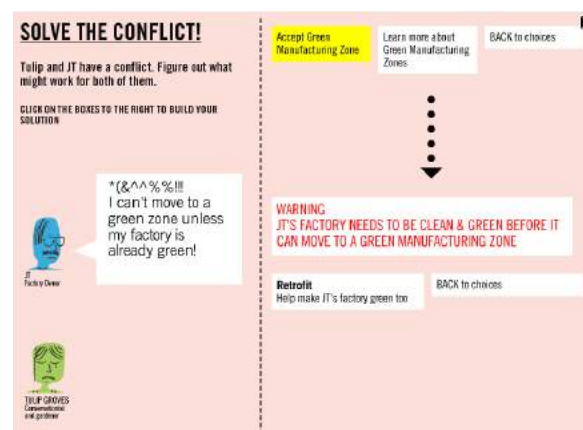 SOLVE THE CONFLICT!
Tulip and JT have a conflict. Figure out what
might work for both of them.
CLICK ON THE BOXES TO THE RIGHT TO BUILD YOUR
SOLUTION
*(&^^%%!!!
I can't move to a
green zone unless
my factory is
already green!
JT
Factory Owner
TULIP GROVES
Conservationist
and gardener
Accept Green
Manufacturing Zone
Learn more about
Green Manufacturing
Zones
BACK to choices
WARNING
JT'S FACTORY NEEDS TO BE CLEAN & GREEN BEFORE IT
CAN MOVE TO A GREEN MANUFACTURING ZONE
Retrofit
Help make JT's factory green too
BACK to choices